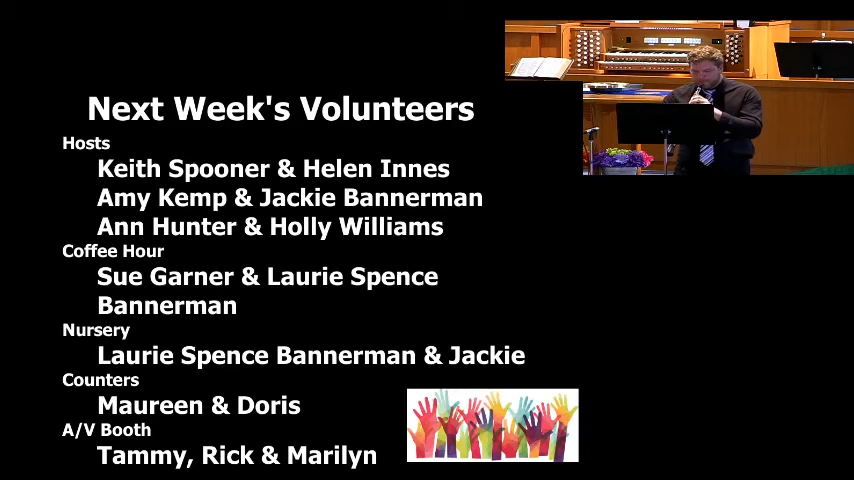 Next Week's Volunteers
Hosts
Keith Spooner & Helen Innes
Amy Kemp & Jackie Bannerman
Ann Hunter & Holly Williams
Coffee Hour
Sue Garner & Laurie Spence
Bannerman
Nursery
Laurie Spence Bannerman & Jackie
Counters
Maureen & Doris
A/V Booth
Tammy, Rick & Marilyn